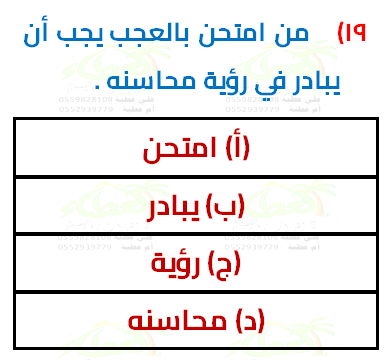 ١٩) من امتحن بالعجب يجب أن
يبادر في رؤية محاسنه .
(أ) امتحن
(ب) يبادر
(ج) رؤية
(د) محاسنه